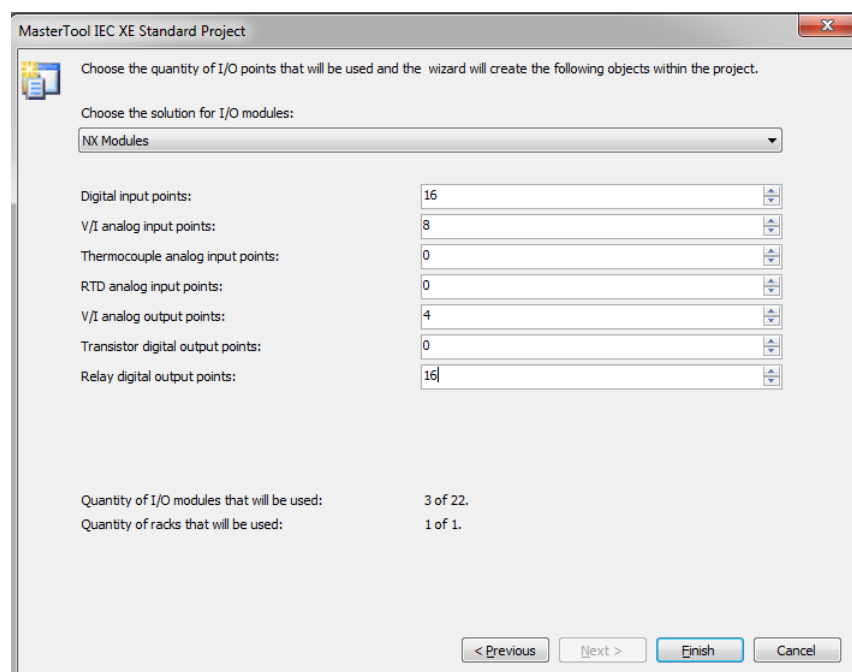 MasterTool IEC XE Standard Project
Choose the quantity of I/O points that will be used and the wizard will create the following objects within the project.
Choose the solution for I/O modules:
NX Modules
Digital input points: 16
V/I analog input points: 8
Thermocouple analog input points: 0
RTD analog input points: 0
V/I analog output points: 4
Transistor digital output points: 0
Relay digital output points: 16
Quantity of I/O modules that will be used: 3 of 22.
Quantity of racks that will be used: 1 of 1.
< Previous Next > Finish Cancel